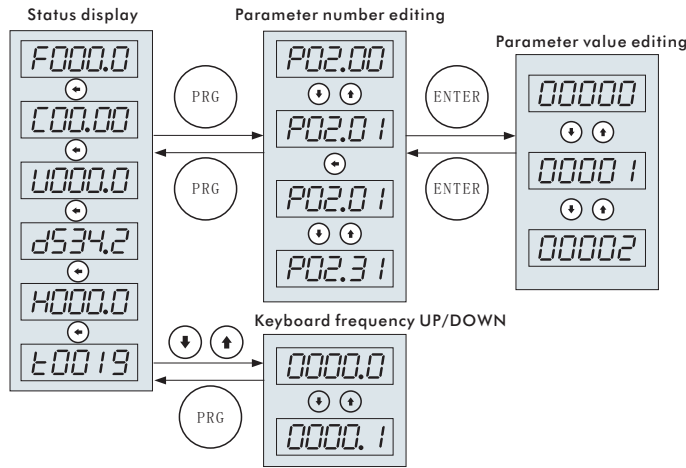 Status display
Parameter number editing
Parameter value editing
F000.0
C00.00
U000.0
d534.2
H000.0
t0019
PRG
PRG
P02.00
P02.01
P02.01
P02.31
ENTER
ENTER
00000
00001
00002
Keyboard frequency UP/DOWN
PRG
0000.0
0000.1